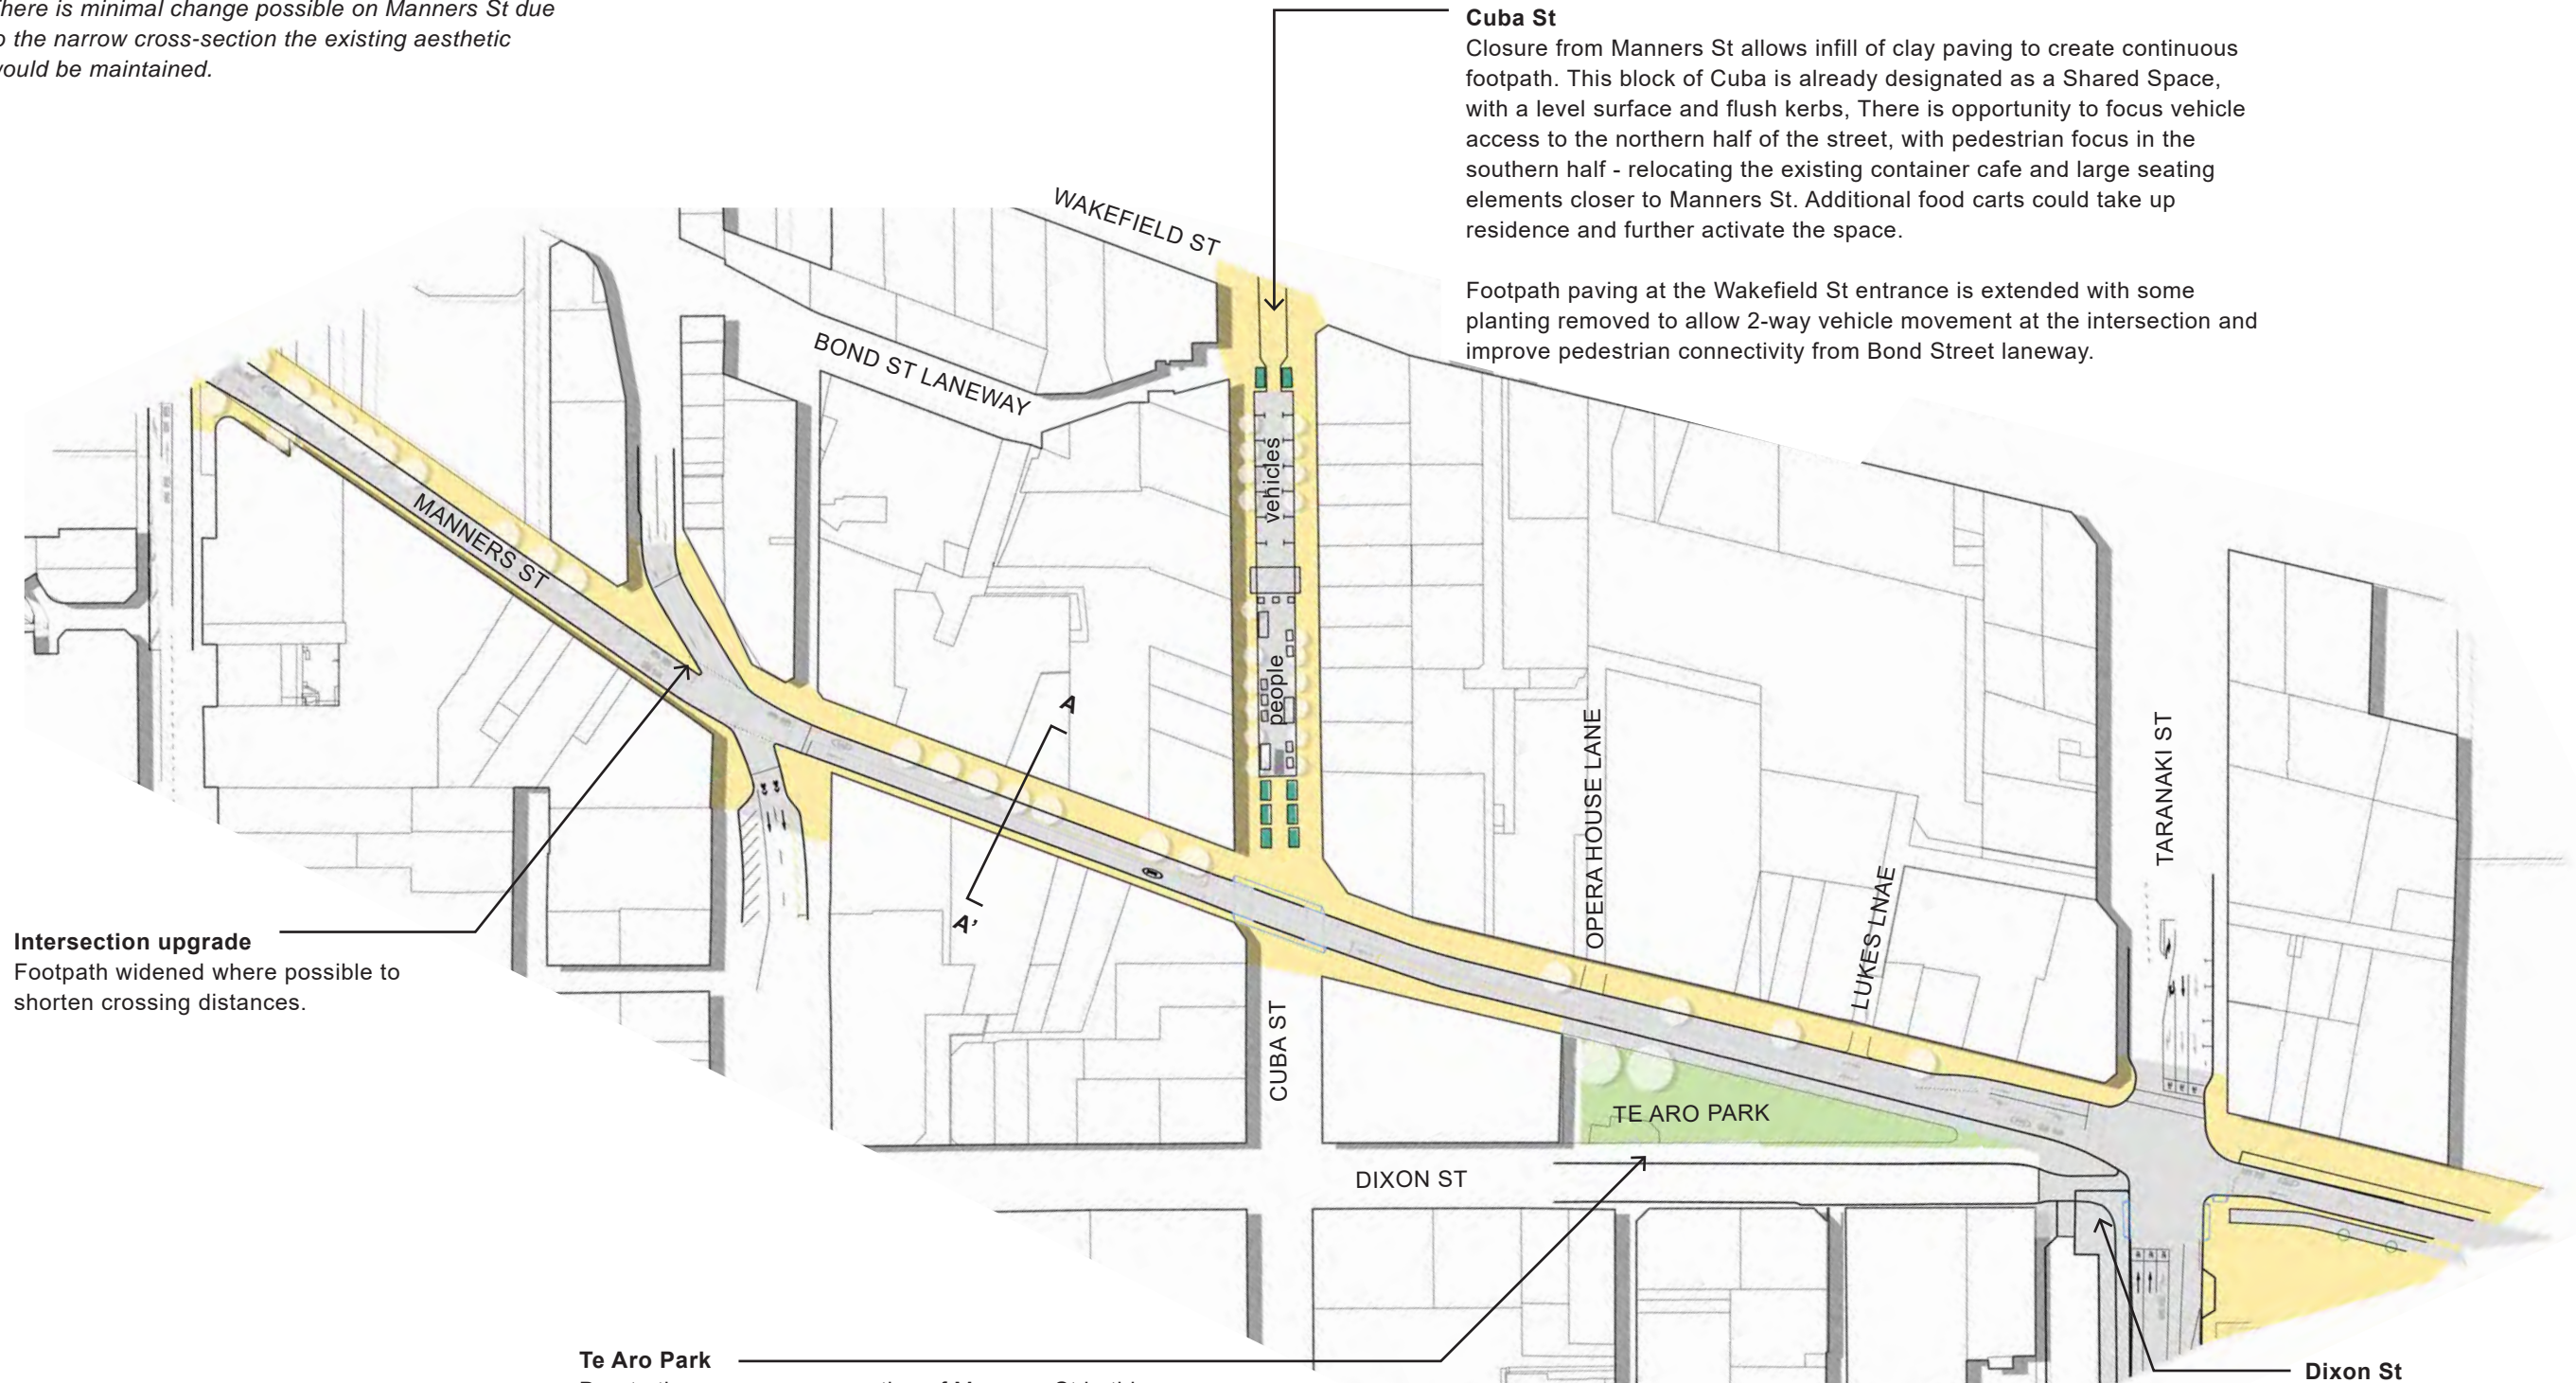 There is minimal change possible on Manners St due
to the narrow cross-section the existing aesthetic
would be maintained.
Cuba St
Closure from Manners St allows infill of clay paving to create continuous
footpath. This block of Cuba is already designated as a Shared Space,
with a level surface and flush kerbs, There is opportunity to focus vehicle
access to the northern half of the street, with pedestrian focus in the
southern half - relocating the existing container cafe and large seating
elements closer to Manners St. Additional food carts could take up
residence and further activate the space.
Footpath paving at the Wakefield St entrance is extended with some
planting removed to allow 2-way vehicle movement at the intersection and
improve pedestrian connectivity from Bond Street laneway.
WAKEFIELD ST
BOND ST LANEWAY
MANNERS ST
vehicles
people
A
A'
OPERA HOUSE LANE
LUKES LNAE
TARANAKI ST
Intersection upgrade
Footpath widened where possible to
shorten crossing distances.
CUBA ST
TE ARO PARK
DIXON ST
Te Aro Park
Dixon St